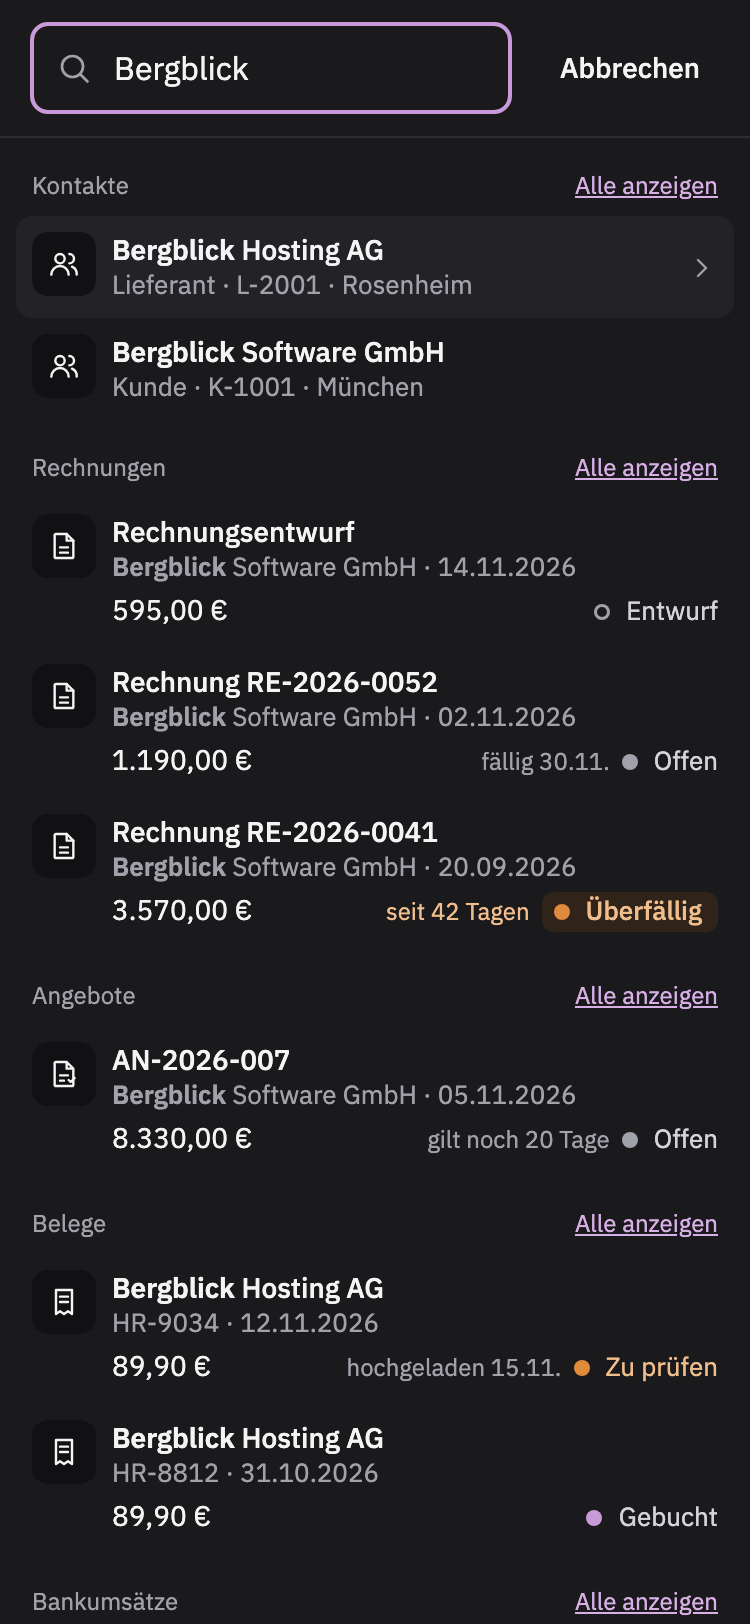 Bergblick
Abbrechen
Kontakte
Alle anzeigen
Bergblick Hosting AG
Lieferant · L-2001 · Rosenheim
Bergblick Software GmbH
Kunde · K-1001 · München
Rechnungen
Alle anzeigen
Rechnungsentwurf
Bergblick Software GmbH · 14.11.2026
595,00 €
Entwurf
Rechnung RE-2026-0052
Bergblick Software GmbH · 02.11.2026
1.190,00 €
fällig 30.11.
Offen
Rechnung RE-2026-0041
Bergblick Software GmbH · 20.09.2026
3.570,00 €
seit 42 Tagen
Überfällig
Angebote
Alle anzeigen
AN-2026-007
Bergblick Software GmbH · 05.11.2026
8.330,00 €
gilt noch 20 Tage
Offen
Belege
Alle anzeigen
Bergblick Hosting AG
HR-9034 · 12.11.2026
89,90 €
hochgeladen 15.11.
Zu prüfen
Bergblick Hosting AG
HR-8812 · 31.10.2026
89,90 €
Gebucht
Bankumsätze
Alle anzeigen